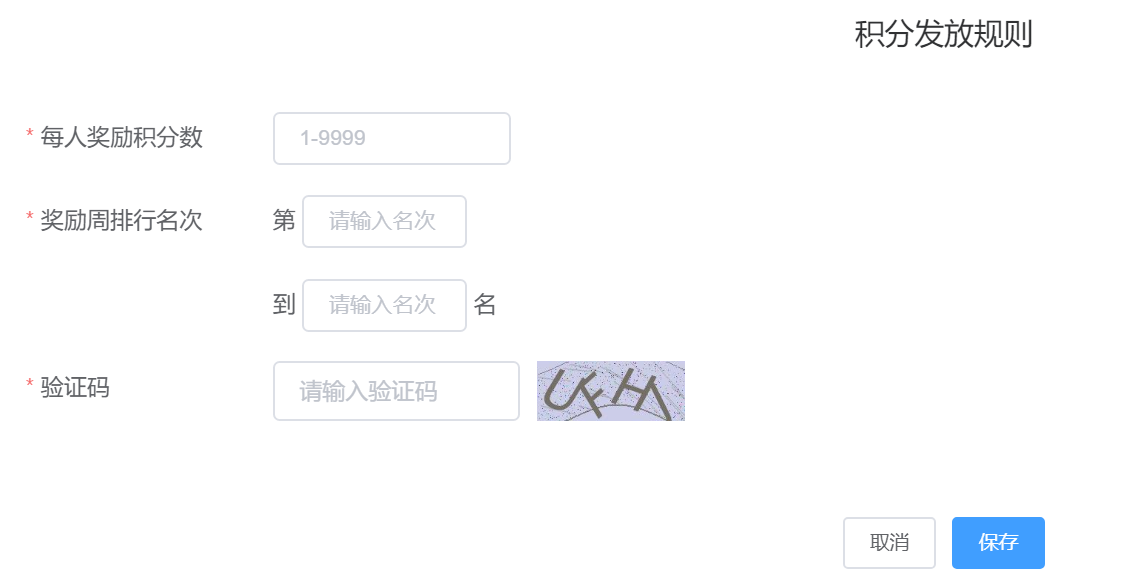 积分发放规则
* 每人奖励积分数 1-9999
* 奖励周排行名次 第 请输入名次
到 请输入名次 名
* 验证码 请输入验证码
取消 保存